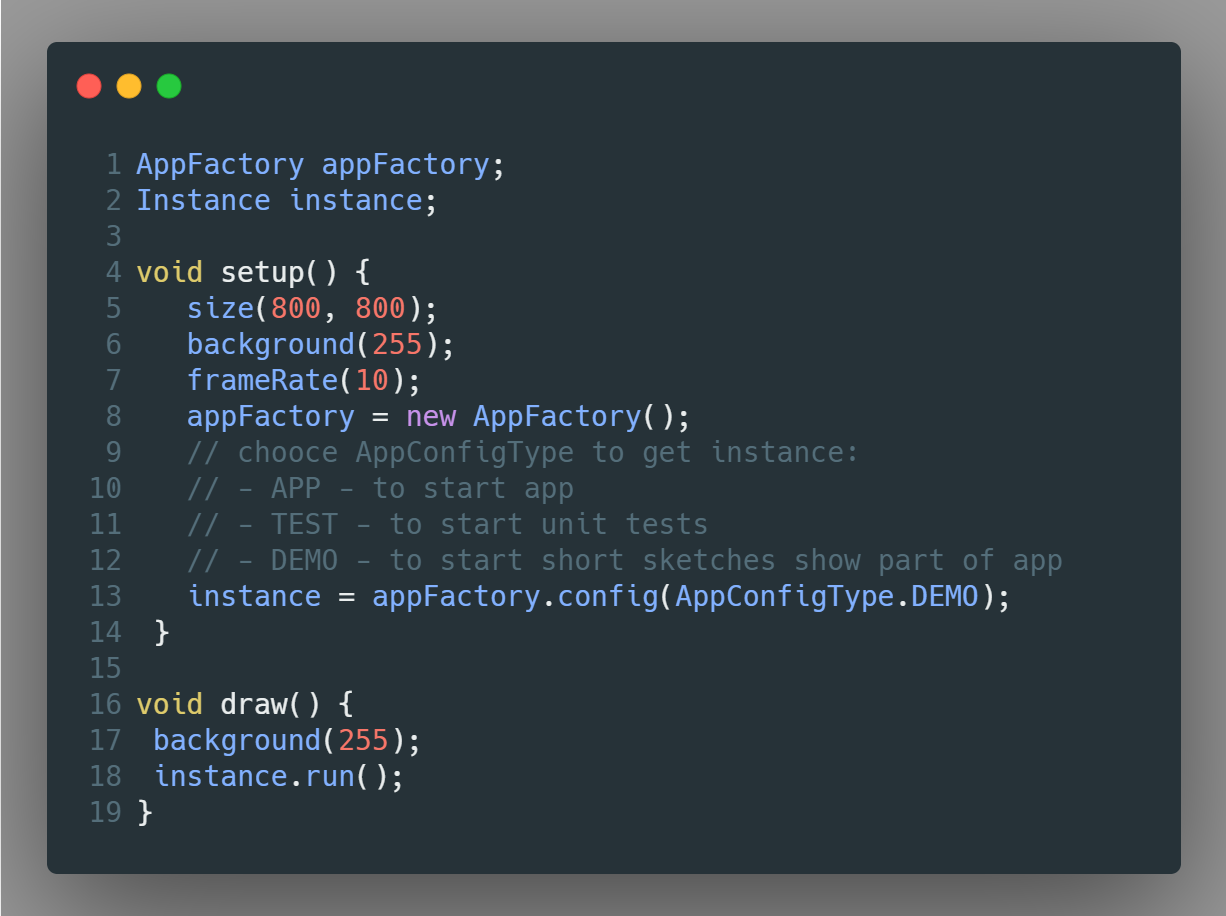 1 AppFactory appFactory;
2 Instance instance;
3
4 void setup() {
5    size(800, 800);
6    background(255);
7    frameRate(10);
8    appFactory = new AppFactory();
9    // chooce AppConfigType to get instance:
10    // - APP - to start app
11    // - TEST - to start unit tests
12    // - DEMO - to start short sketches show part of app
13    instance = appFactory.config(AppConfigType.DEMO);
14  }
15
16 void draw() {
17  background(255);
18  instance.run();
19 }